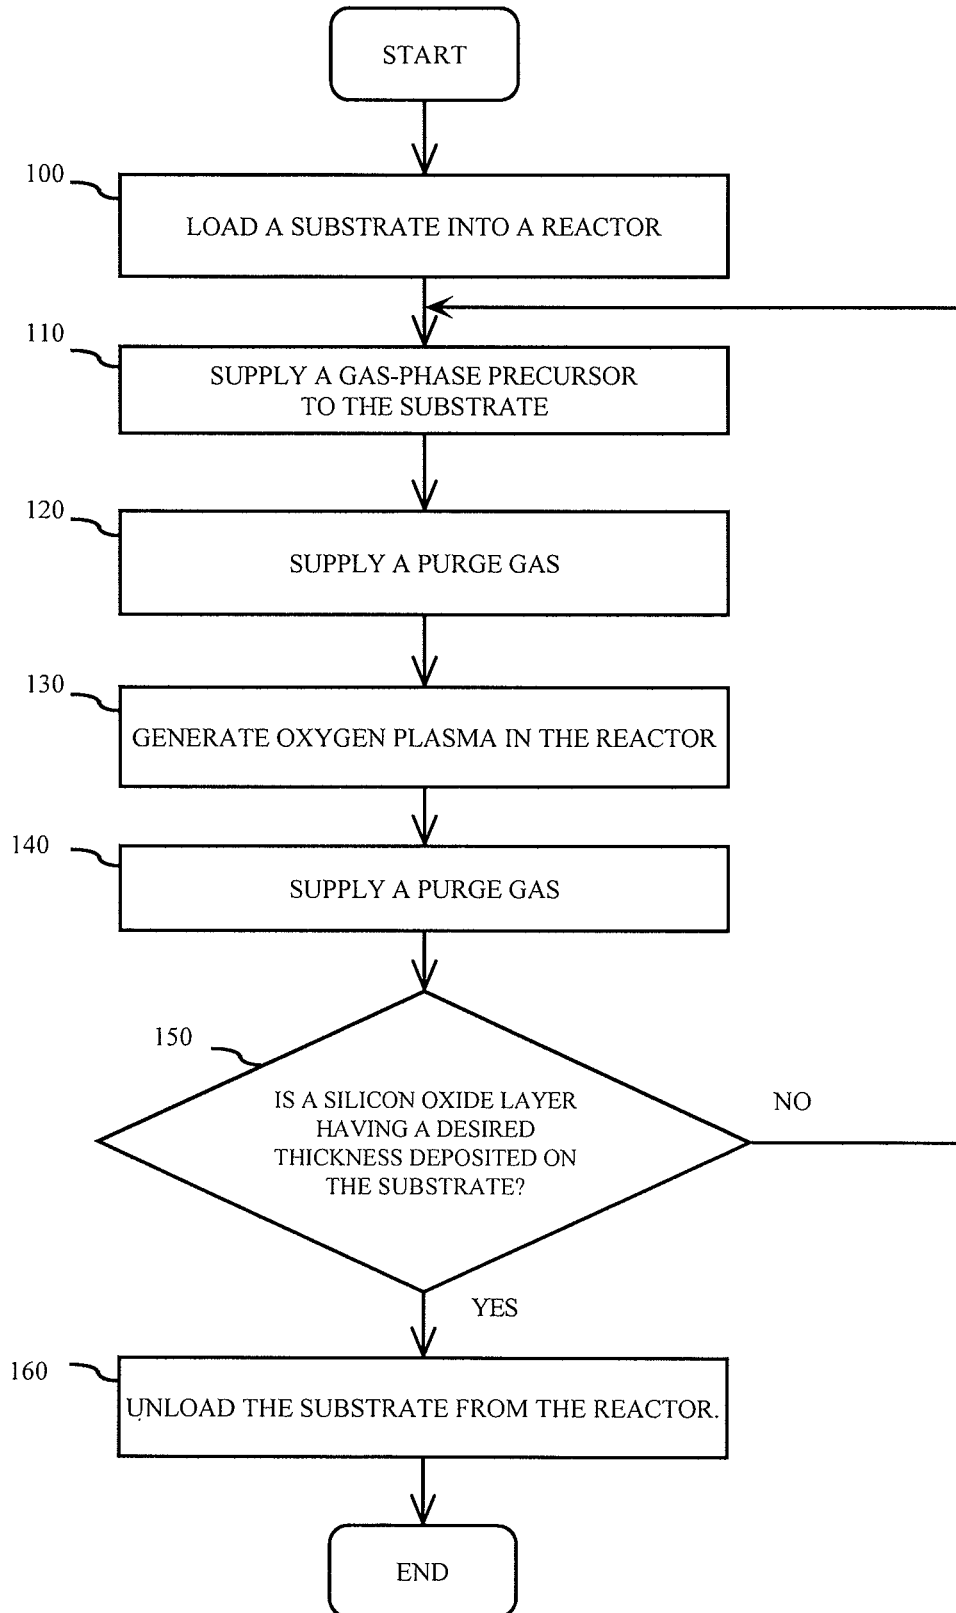 START
100
LOAD A SUBSTRATE INTO A REACTOR
110
SUPPLY A GAS-PHASE PRECURSOR
TO THE SUBSTRATE
120
SUPPLY A PURGE GAS
130
GENERATE OXYGEN PLASMA IN THE REACTOR
140
SUPPLY A PURGE GAS
150
IS A SILICON OXIDE LAYER
HAVING A DESIRED
THICKNESS DEPOSITED ON
THE SUBSTRATE?
NO
YES
160
UNLOAD THE SUBSTRATE FROM THE REACTOR.
END